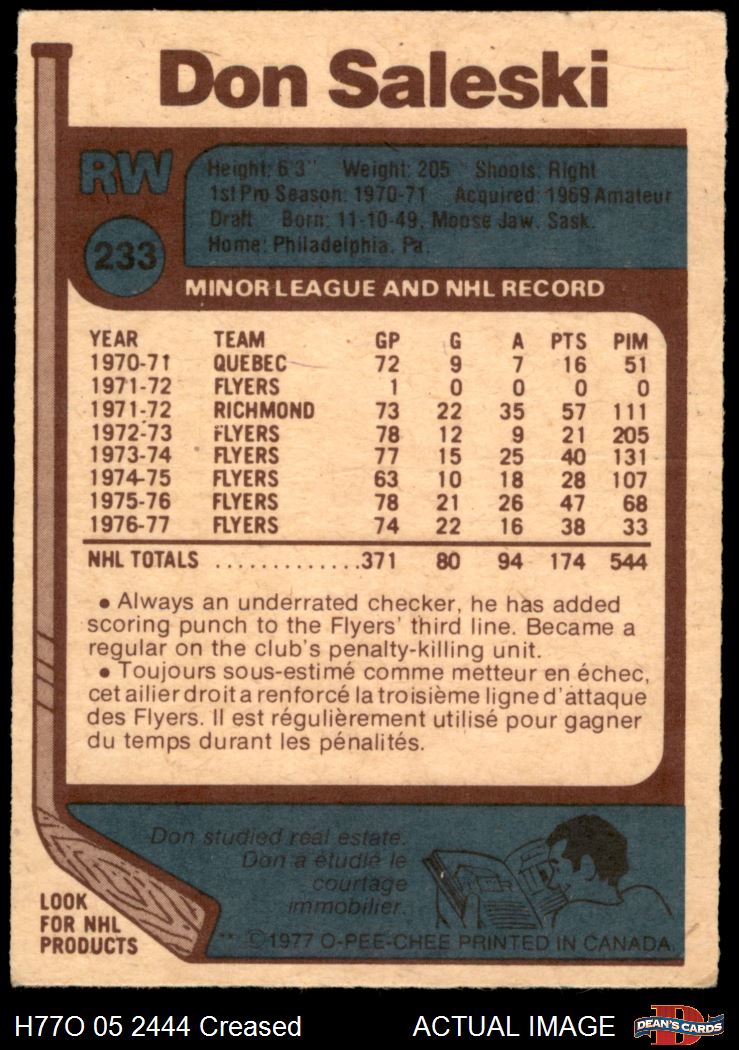 Don Saleski
RW
Height: 6'3" Weight: 205 Shoots: Right
1st Pro Season: 1970-71 Acquired: 1969 Amateur
Draft Born: 11-10-49, Moose Jaw, Sask.
Home: Philadelphia, Pa.
233
MINOR LEAGUE AND NHL RECORD
YEAR TEAM GP G A PTS PIM
1970-71 QUEBEC 72 9 7 16 51
1971-72 FLYERS 1 0 0 0 0
1971-72 RICHMOND 73 22 35 57 111
1972-73 FLYERS 78 12 9 21 205
1973-74 FLYERS 77 15 25 40 131
1974-75 FLYERS 63 10 18 28 107
1975-76 FLYERS 78 21 26 47 68
1976-77 FLYERS 74 22 16 38 33
NHL TOTALS .............371 80 94 174 544
• Always an underrated checker, he has added
scoring punch to the Flyers' third line. Became a
regular on the club's penalty-killing unit.
• Toujours sous-estimé comme metteur en échec,
cet ailier droit a renforcé la troisième ligne d'attaque
des Flyers. Il est régulièrement utilisé pour gagner
du temps durant les pénalités.
Don studied real estate.
Don a étudié le
courtage
immobilier.
LOOK
FOR NHL
PRODUCTS
** ©1977 O-PEE-CHEE PRINTED IN CANADA.
H77O 05 2444 Creased ACTUAL IMAGE
D
DEAN'S CARDS